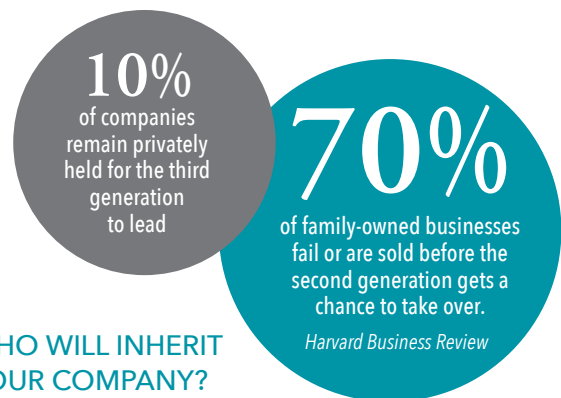 10%
of companies
remain privately
held for the third
generation
to lead
70%
of family-owned businesses
fail or are sold before the
second generation gets a
chance to take over.
Harvard Business Review
HO WILL INHERIT
OUR COMPANY?